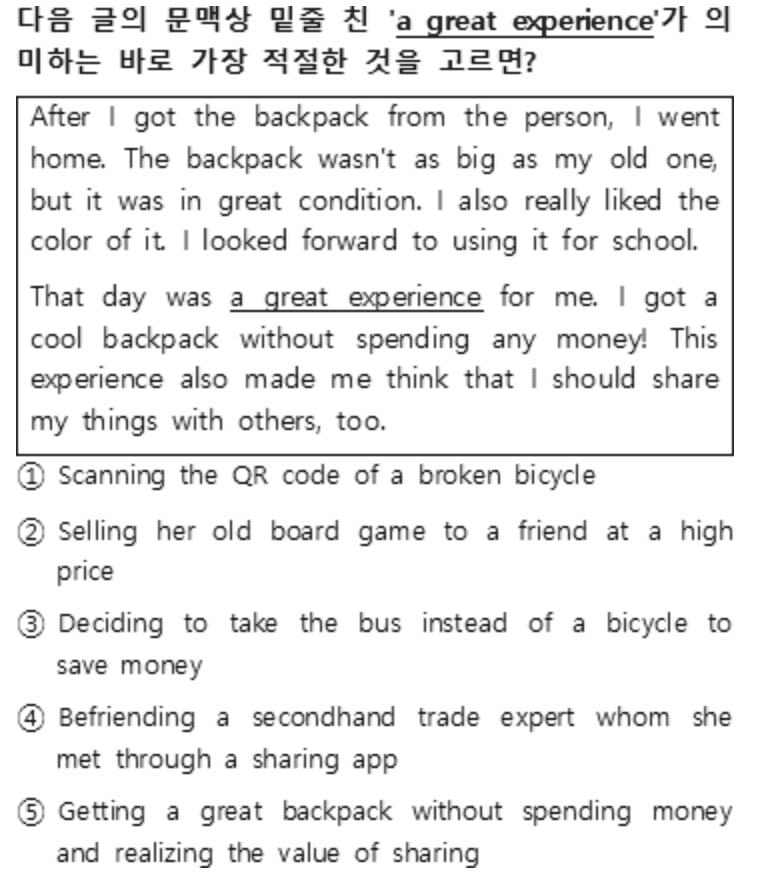 다음 글의 문맥상 밑줄 친 'a great experience'가 의
미하는 바로 가장 적절한 것을 고르면?
After I got the backpack from the person, I went
home. The backpack wasn't as big as my old one,
but it was in great condition. I also really liked the
color of it. I looked forward to using it for school.
That day was a great experience for me. I got a
cool backpack without spending any money! This
experience also made me think that I should share
my things with others, too.
① Scanning the QR code of a broken bicycle
② Selling her old board game to a friend at a high
price
③ Deciding to take the bus instead of a bicycle to
save money
④ Befriending a secondhand trade expert whom she
met through a sharing app
⑤ Getting a great backpack without spending money
and realizing the value of sharing